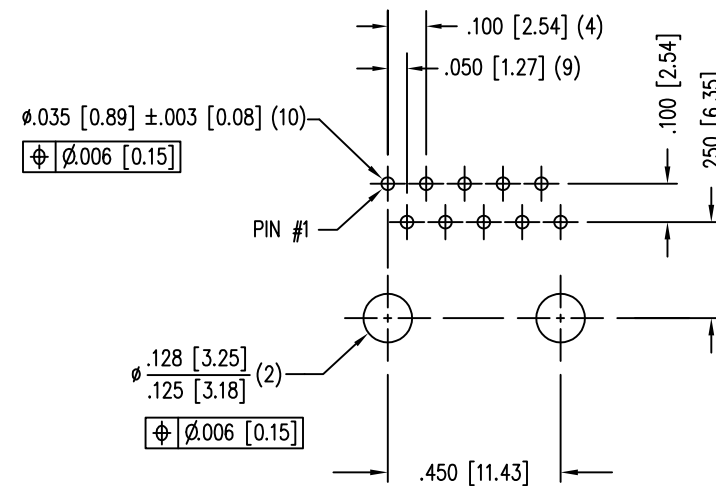 .100 [2.54] (4)
.050 [1.27] (9)
⌀.035 [0.89] ±.003 [0.08] (10)
⌖ ⌀.006 [0.15]
.100 [2.54]
.250 [6.35]
PIN #1
⌀ .128 [3.25]
.125 [3.18] (2)
⌖ ⌀.006 [0.15]
.450 [11.43]